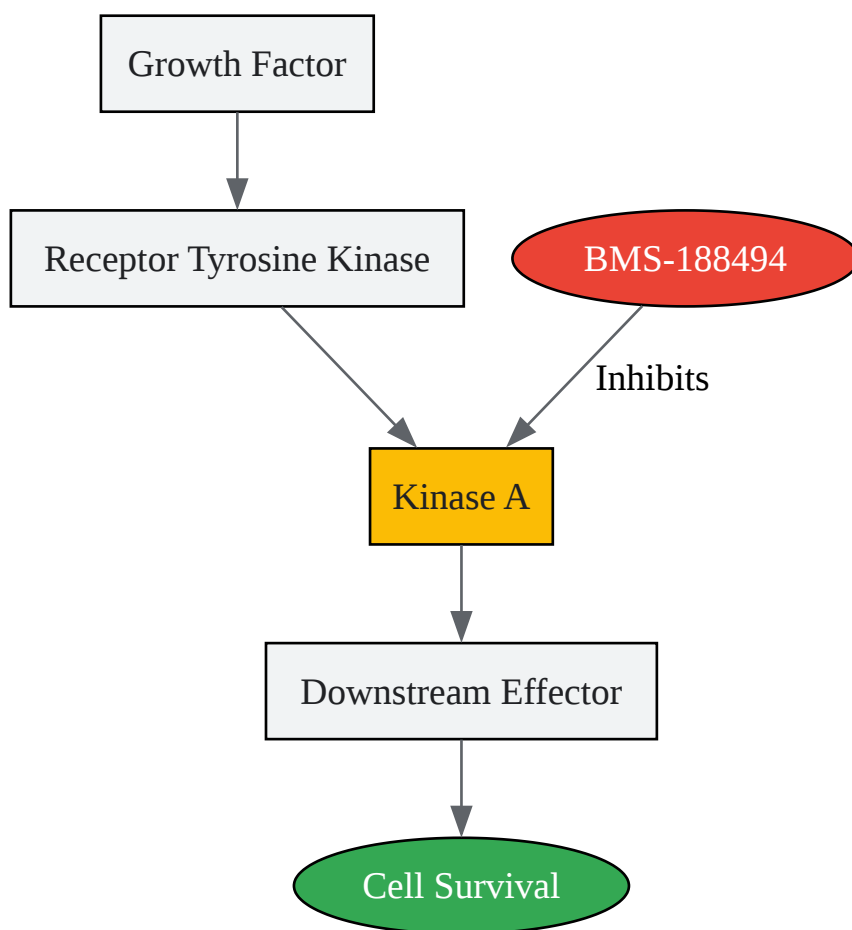 Growth Factor
Receptor Tyrosine Kinase
BMS-188494
Inhibits
Kinase A
Downstream Effector
Cell Survival